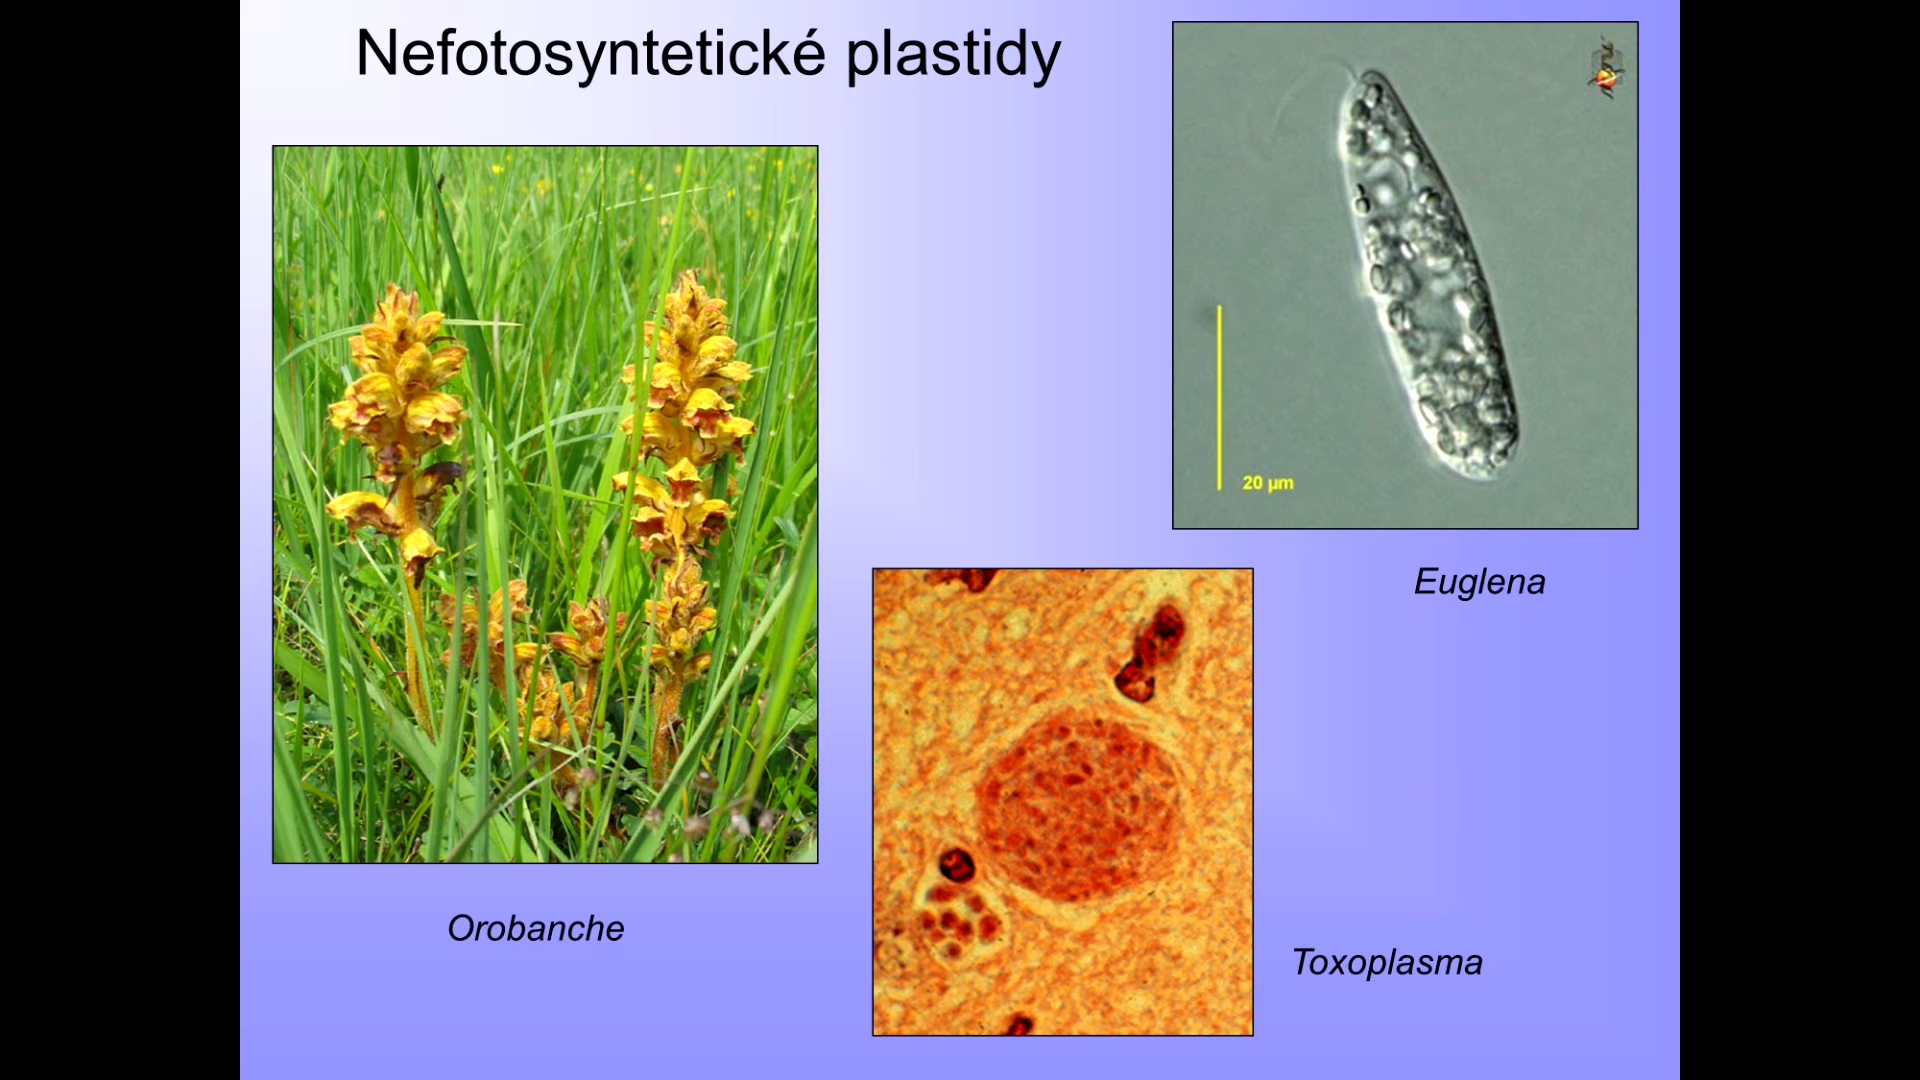 Nefotosyntetické plastidy
20 µm
Euglena
Orobanche
Toxoplasma